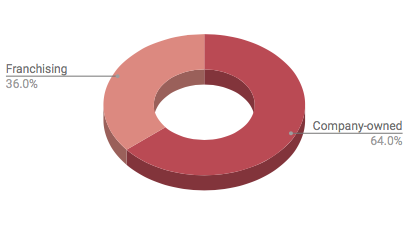 Franchising
36.0%
Company-owned
64.0%